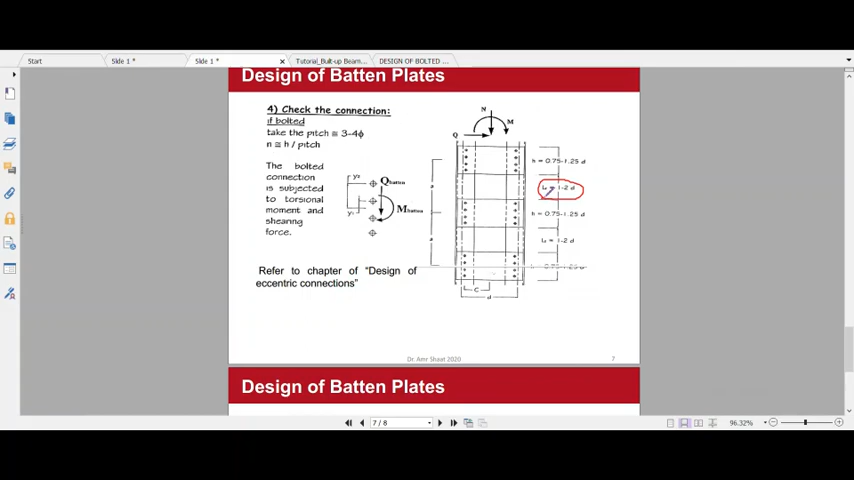 Start
Slide 1 *
Slide 1 *
Tutorial_Built-up Beam...
DESIGN OF BOLTED ...
Design of Batten Plates
4) Check the connection:
if bolted
take the pitch ≅ 3-4ϕ
n ≅ h / pitch
The bolted
connection
is subjected
to torsional
moment and
shearing
force.
y₂
y₁
Q batten
M batten
N
M
Q
h = 0.75-1.25 d
= 1-2 d
h = 0.75-1.25 d
= 1-2 d
a
a
C
d
Refer to chapter of “Design of
eccentric connections”
Dr. Amr Shaat 2020
7
Design of Batten Plates
7 / 8
96.32%